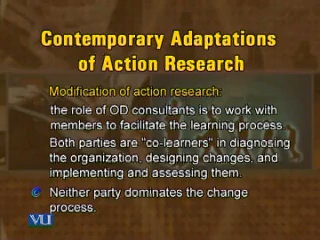 Contemporary Adaptations
of Action Research
Modification of action research:
the role of OD consultants is to work with
members to facilitate the learning process
Both parties are "co-learners" in diagnosing
the organization, designing changes, and
implementing and assessing them.
Neither party dominates the change
process.
VU